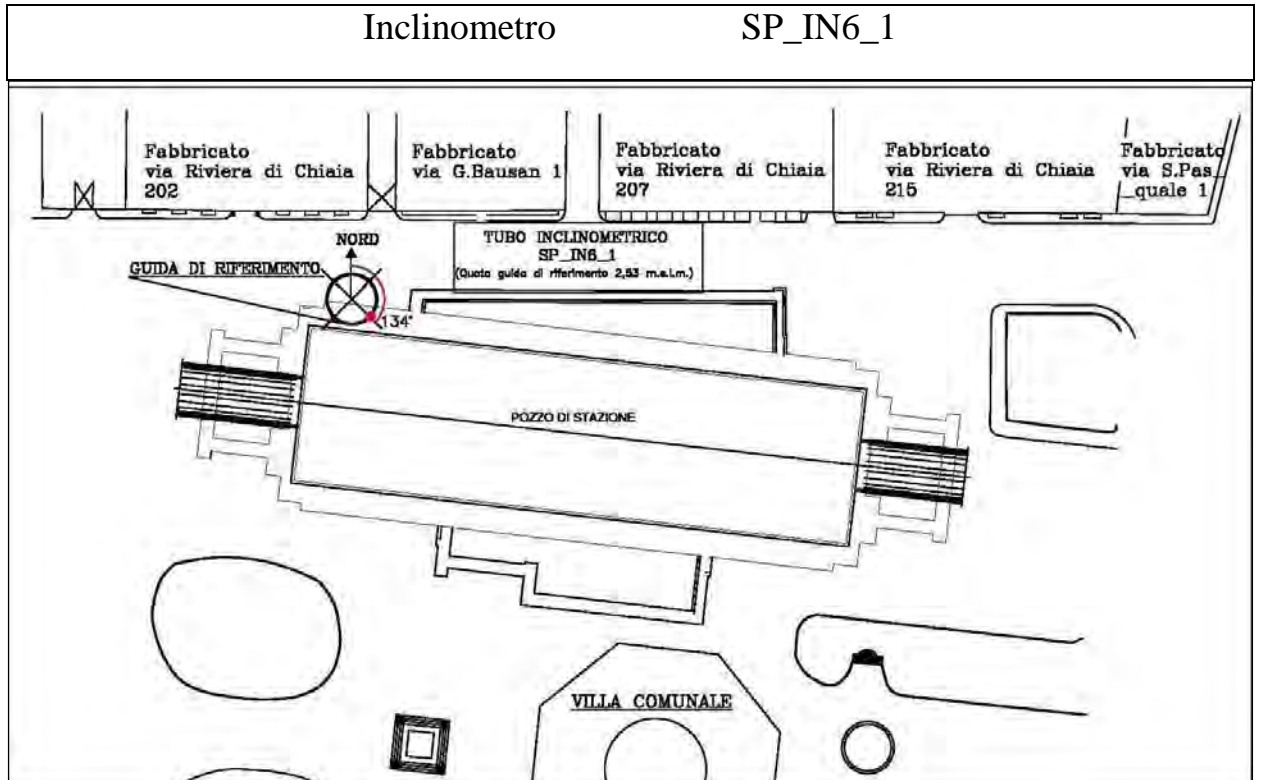 Inclinometro SP_IN6_1
Fabbricato
via Riviera di Chiaia
202
Fabbricato
via G.Bausan 1
Fabbricato
via Riviera di Chiaia
207
Fabbricato
via Riviera di Chiaia
215
Fabbricato
via S.Pas_
_quale 1
NORD
GUIDA DI RIFERIMENTO
134°
TUBO INCLINOMETRICO
SP_IN6_1
(Quota guida di riferimento 2,53 m.s.l.m.)
POZZO DI STAZIONE
VILLA COMUNALE